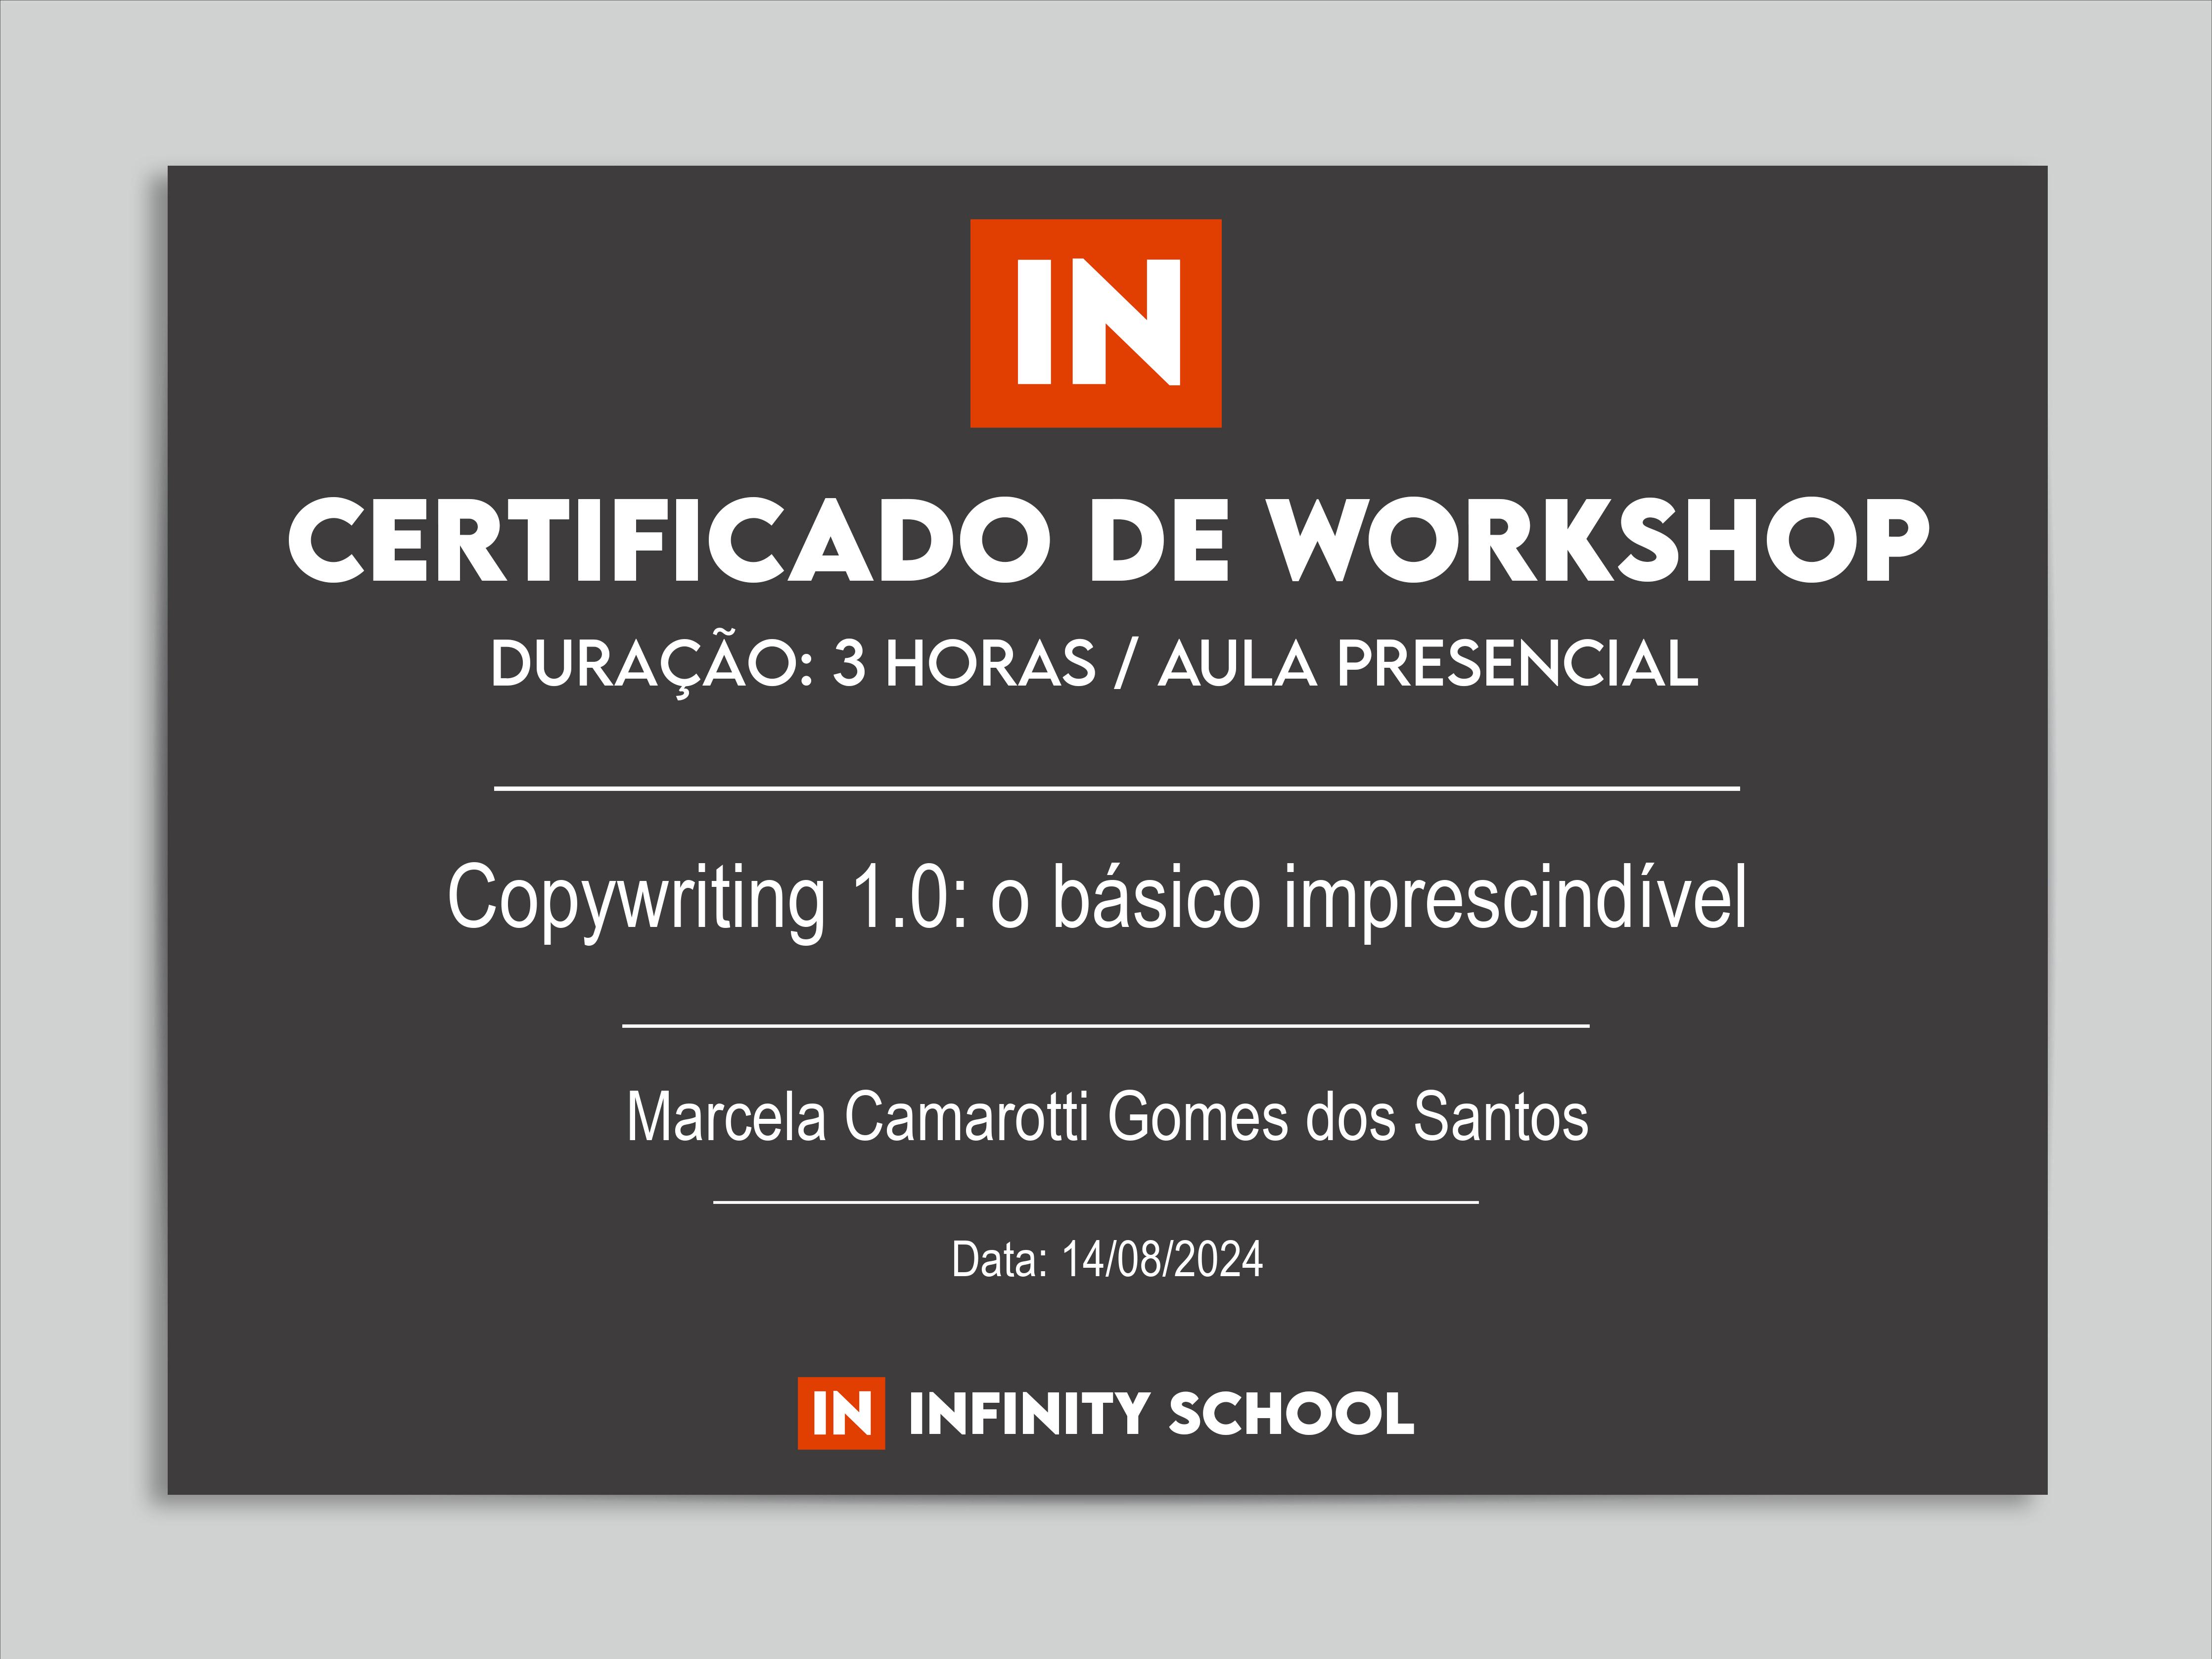 IN
CERTIFICADO DE WORKSHOP
DURAÇÃO: 3 HORAS / AULA PRESENCIAL
Copywriting 1.0: o básico imprescindível
Marcela Camarotti Gomes dos Santos
Data: 14/08/2024
IN INFINITY SCHOOL